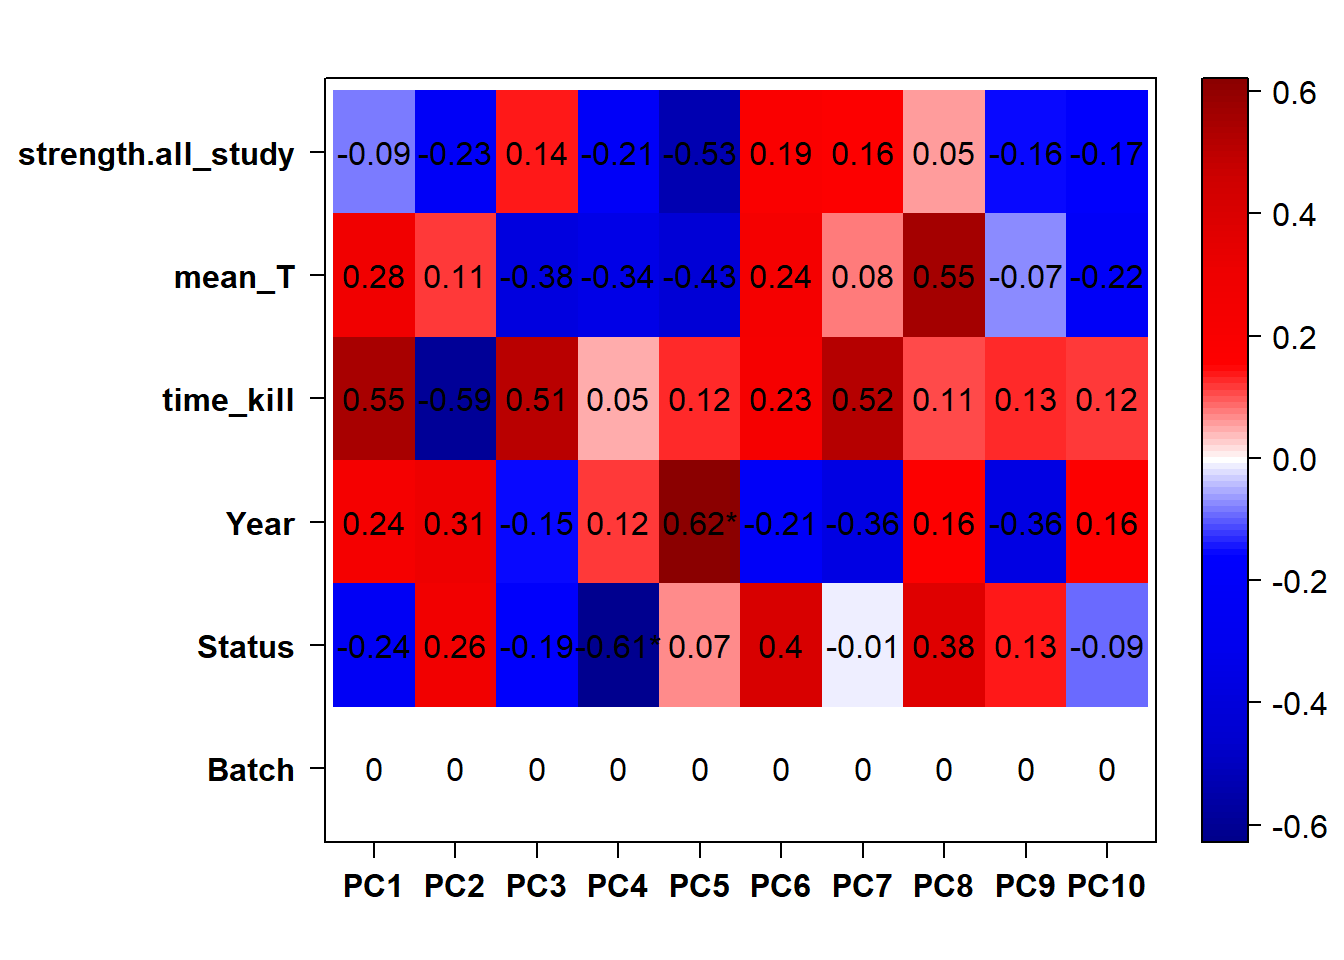 strength.all_study -0.09 -0.23 0.14 -0.21 -0.53 0.19 0.16 0.05 -0.16 -0.17
mean_T 0.28 0.11 -0.38 -0.34 -0.43 0.24 0.08 0.55 -0.07 -0.22
time_kill 0.55 -0.59 0.51 0.05 0.12 0.23 0.52 0.11 0.13 0.12
Year 0.24 0.31 -0.15 0.12 0.62* -0.21 -0.36 0.16 -0.36 0.16
Status -0.24 0.26 -0.19 -0.61* 0.07 0.4 -0.01 0.38 0.13 -0.09
Batch 0 0 0 0 0 0 0 0 0 0
PC1 PC2 PC3 PC4 PC5 PC6 PC7 PC8 PC9 PC10
0.6
0.4
0.2
0.0
-0.2
-0.4
-0.6